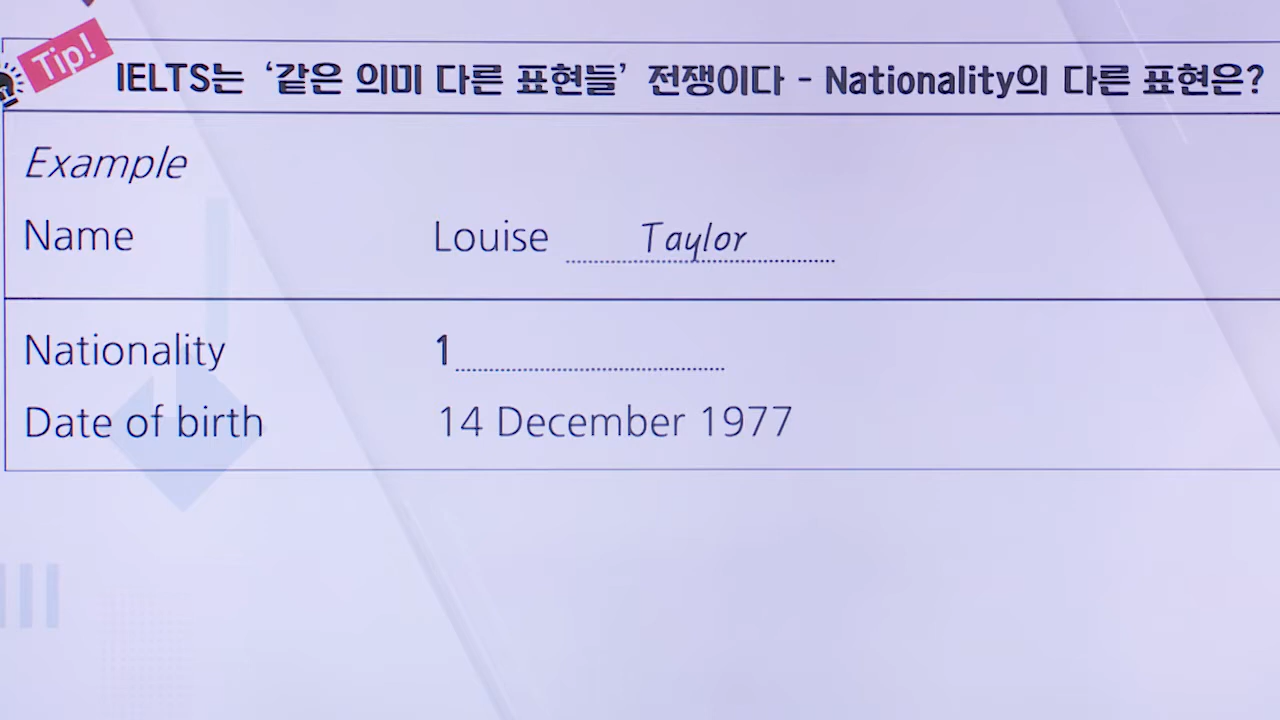 Tip!
IELTS는 ‘같은 의미 다른 표현들’ 전쟁이다 - Nationality의 다른 표현은?
Example
Name Louise Taylor
Nationality 1
Date of birth 14 December 1977